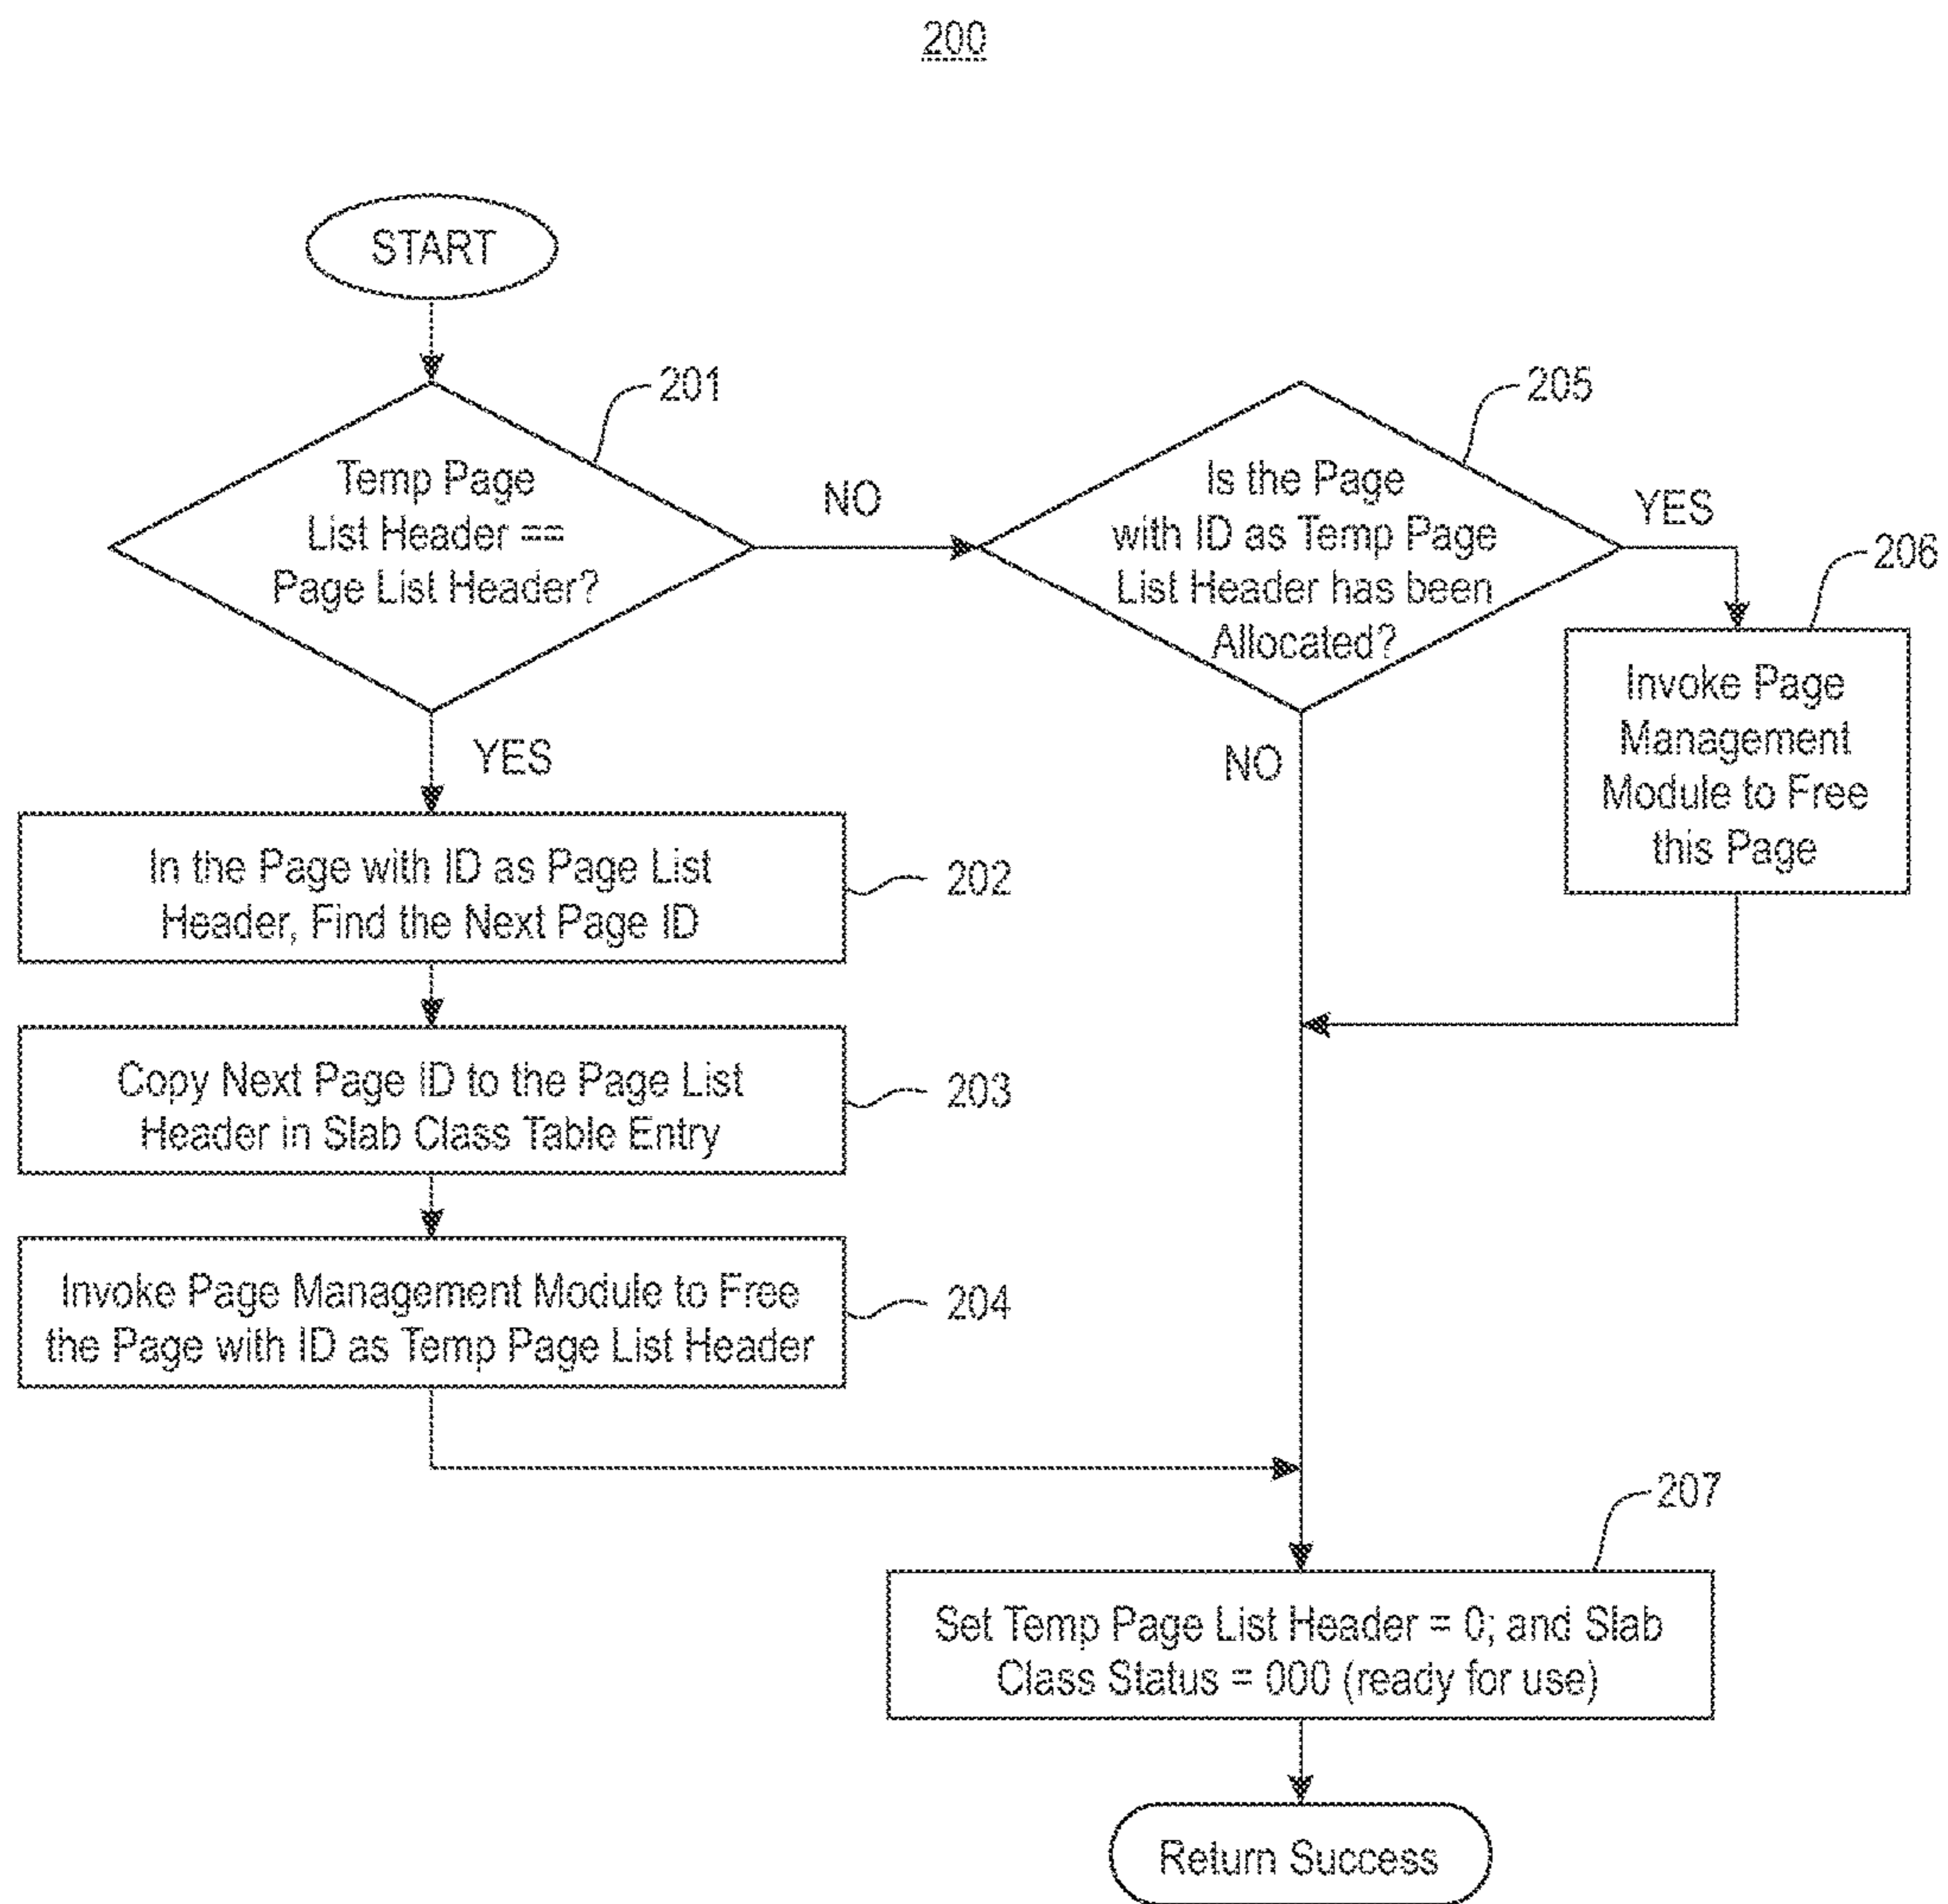 200
START
201
Temp Page
List Header ==
Page List Header?
NO
YES
205
Is the Page
with ID as Temp Page
List Header has been
Allocated?
YES
NO
206
Invoke Page
Management
Module to Free
this Page
In the Page with ID as Page List
Header, Find the Next Page ID
202
Copy Next Page ID to the Page List
Header in Slab Class Table Entry
203
Invoke Page Management Module to Free
the Page with ID as Temp Page List Header
204
207
Set Temp Page List Header = 0; and Slab
Class Status = 000 (ready for use)
Return Success